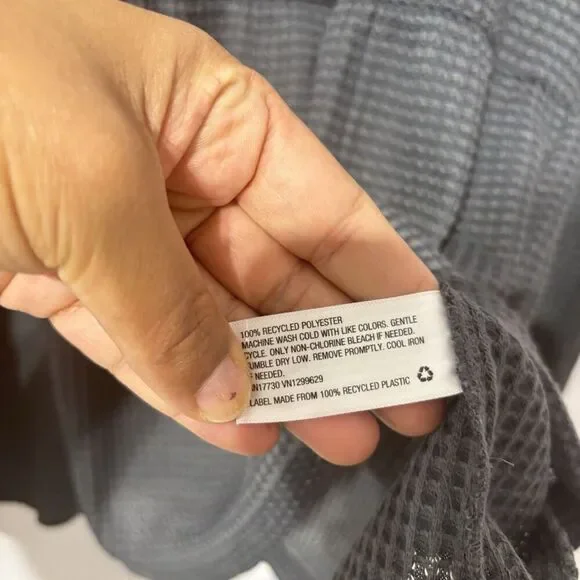 100% RECYCLED POLYESTER
MACHINE WASH COLD WITH LIKE COLORS. GENTLE
CYCLE. ONLY NON-CHLORINE BLEACH IF NEEDED.
TUMBLE DRY LOW. REMOVE PROMPTLY. COOL IRON
IF NEEDED.
17730 VN1299629
LABEL MADE FROM 100% RECYCLED PLASTIC